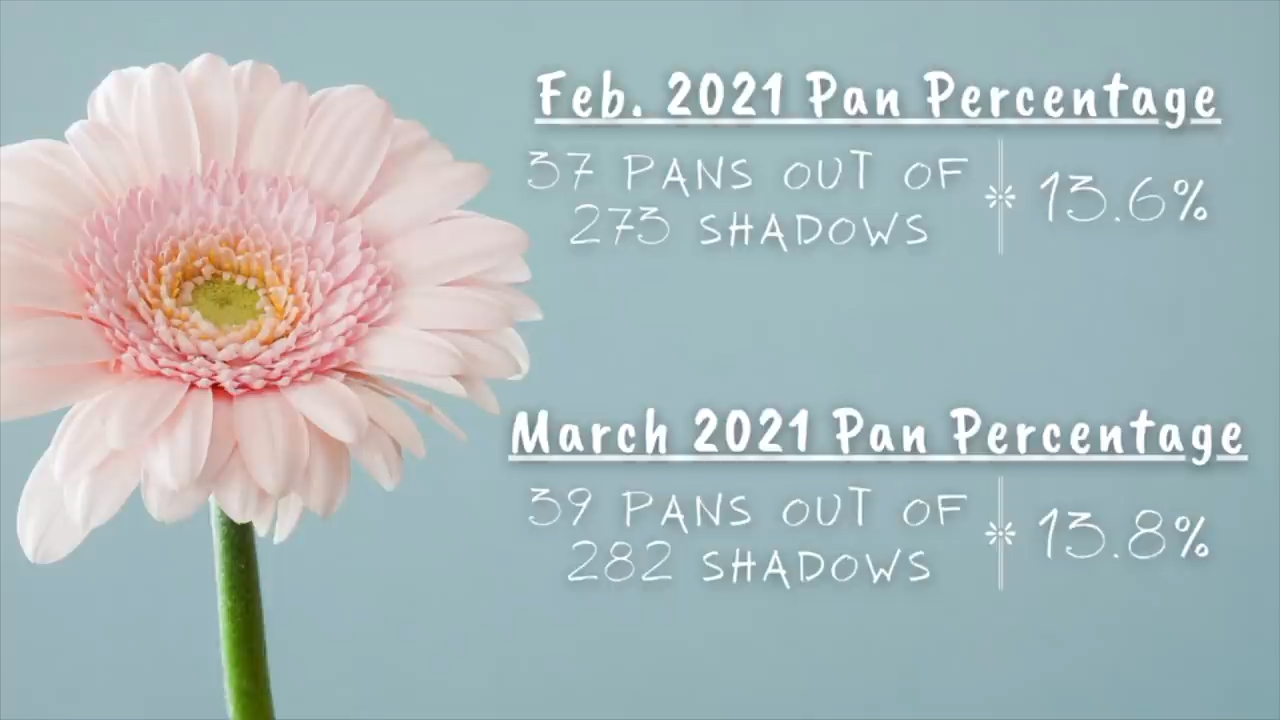 Feb. 2021 Pan Percentage
37 PANS OUT OF
273 SHADOWS
13.6%
March 2021 Pan Percentage
39 PANS OUT OF
282 SHADOWS
13.8%